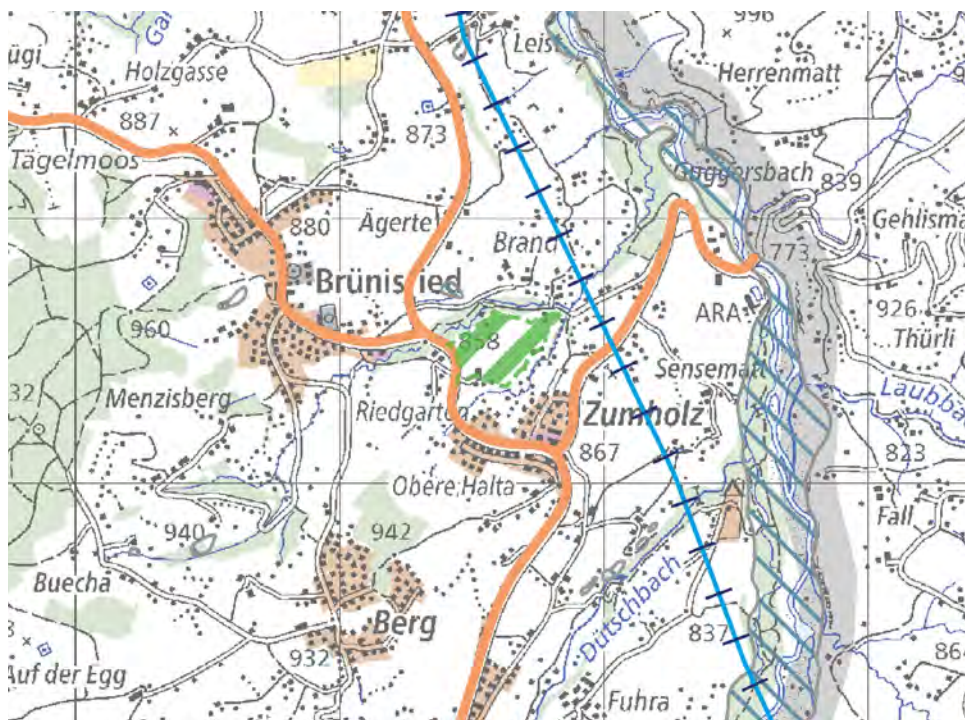 996
Leist
Holzgasse
Herrenmatt
887
873
Tägelmoos
Guggersbach
839
880
Ägerte
Gehlisma
Brünisried
773
ARA
926
960
858
Thürli
Sensematt
Menzisberg
Laubba
Riedgarten
Zumholz
867
823
Obere Halta
Fall
942
940
Buecha
Dütschbach
Berg
837
932
Auf der Egg
Fuhra